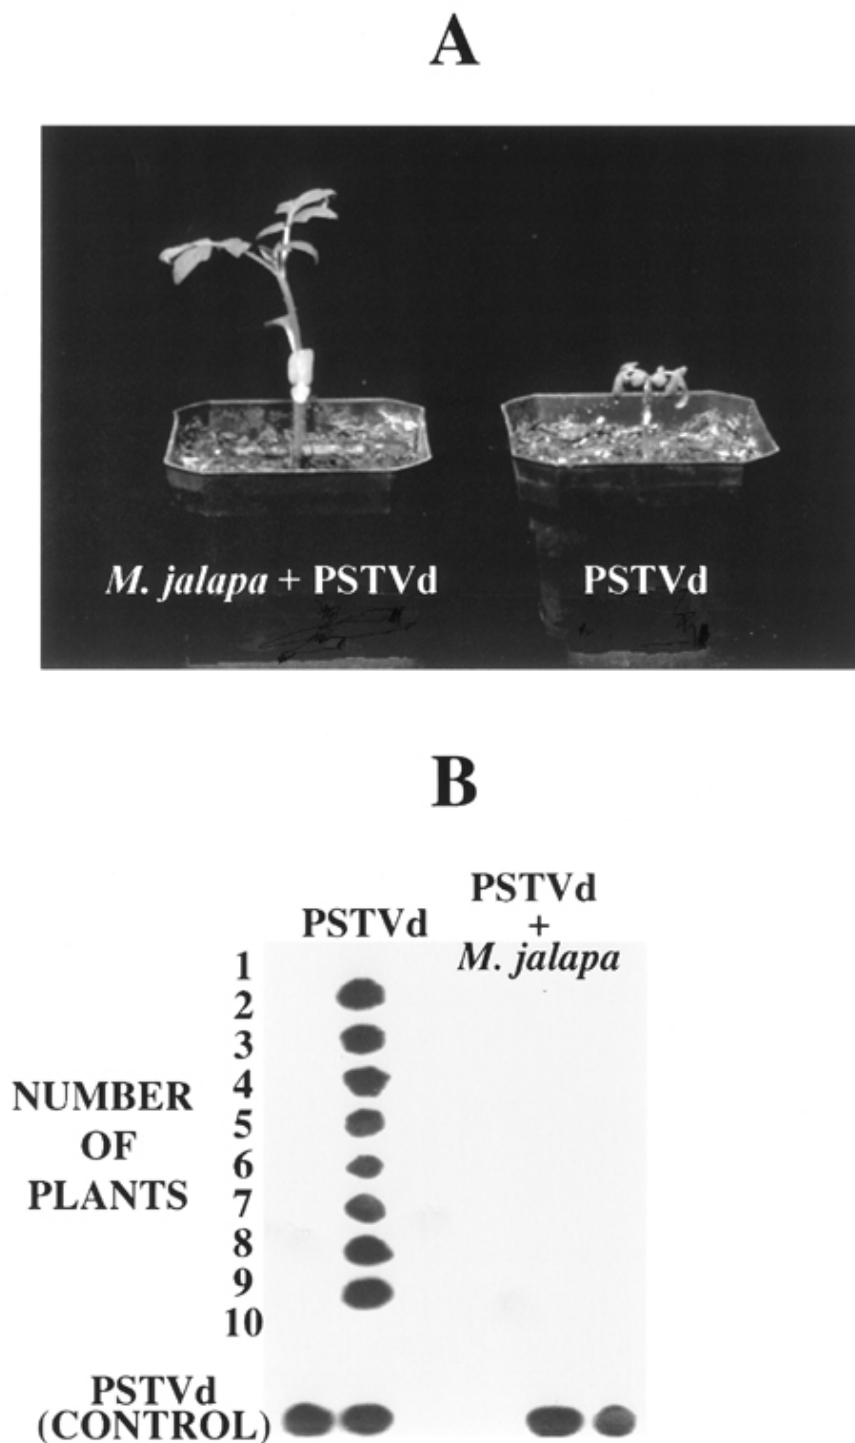 A
M. jalapa + PSTVd
PSTVd
B
PSTVd
PSTVd
+
M. jalapa
1
2
3
4
5
6
7
8
9
10
NUMBER
OF
PLANTS
PSTVd
(CONTROL)